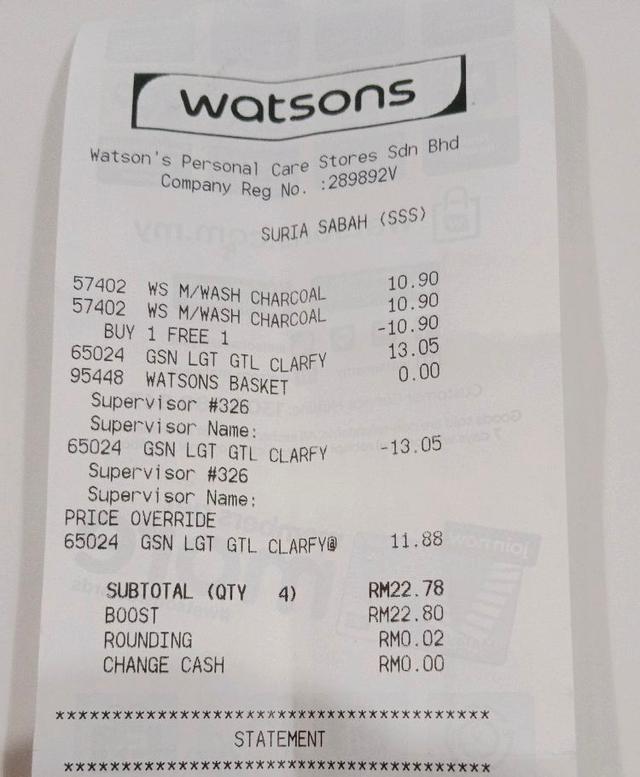 watsons
Watson's Personal Care Stores Sdn Bhd
Company Reg No. :289892V
SURIA SABAH (SSS)
57402 WS M/WASH CHARCOAL 10.90
57402 WS M/WASH CHARCOAL 10.90
BUY 1 FREE 1 -10.90
65024 GSN LGT GTL CLARFY 13.05
95448 WATSONS BASKET 0.00
Supervisor #326
Supervisor Name:
65024 GSN LGT GTL CLARFY -13.05
Supervisor #326
Supervisor Name:
PRICE OVERRIDE
65024 GSN LGT GTL CLARFY@ 11.88
SUBTOTAL (QTY 4) RM22.78
BOOST RM22.80
ROUNDING RM0.02
CHANGE CASH RM0.00
****************************************
STATEMENT
****************************************